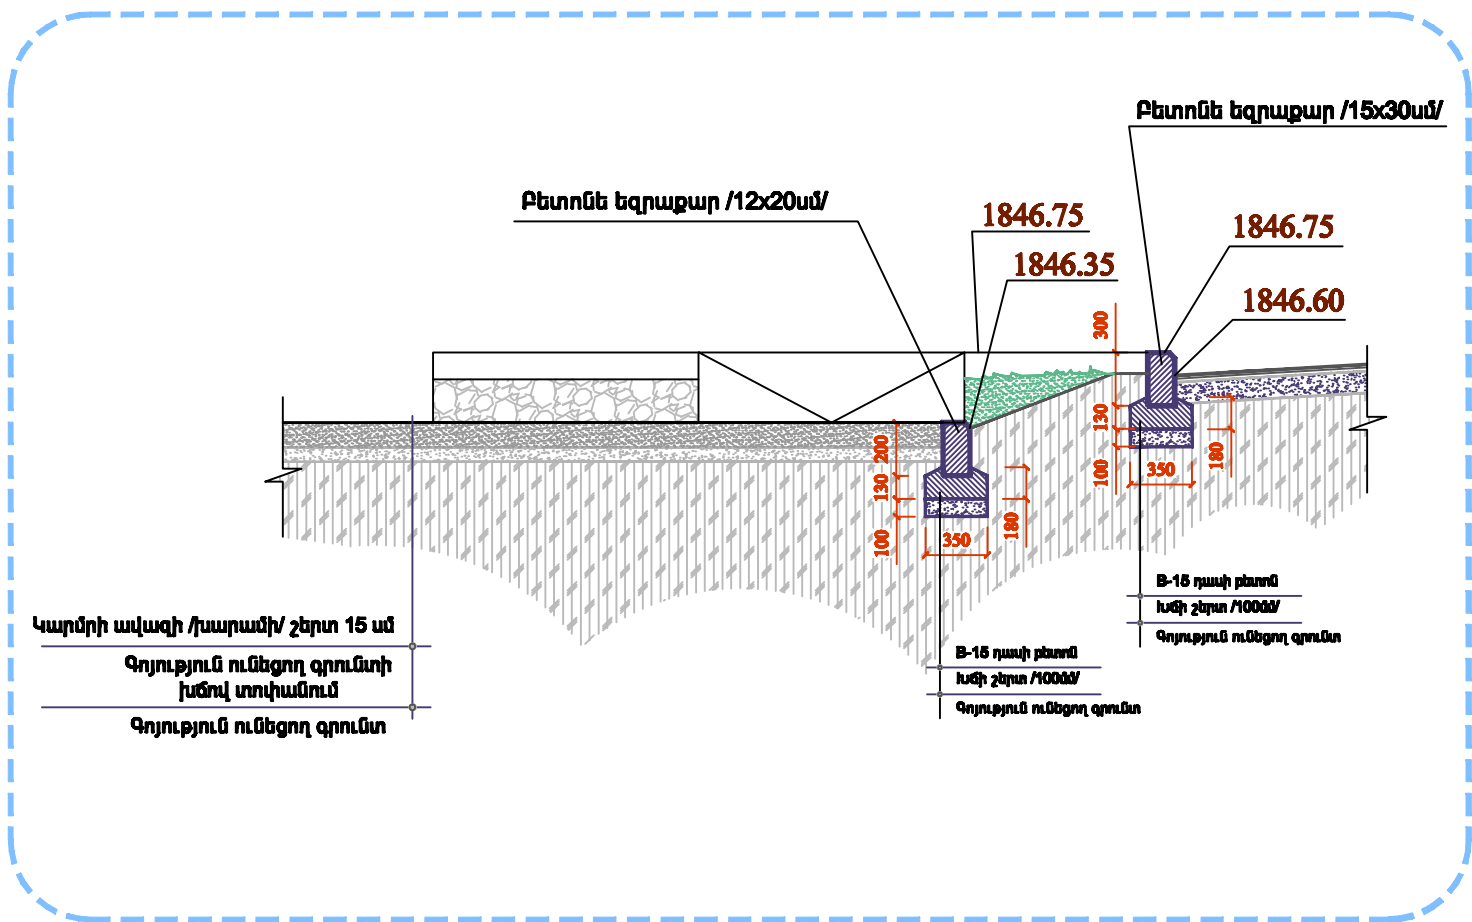 Բետոնե եզրաքար /15x30սմ/
Բետոնե եզրաքար /12x20սմ/
1846.75
1846.75
1846.35
1846.60
300
130
100
350
180
200
130
100
350
180
B-15 դասի բետոն
Խճի շերտ /100մմ/
Գոյություն ունեցող գրունտ
Կարմրի ավազի /խարամի/ շերտ 15 սմ
Գոյություն ունեցող գրունտի
խճով տոփանում
Գոյություն ունեցող գրունտ
B-15 դասի բետոն
Խճի շերտ /100մմ/
Գոյություն ունեցող գրունտ